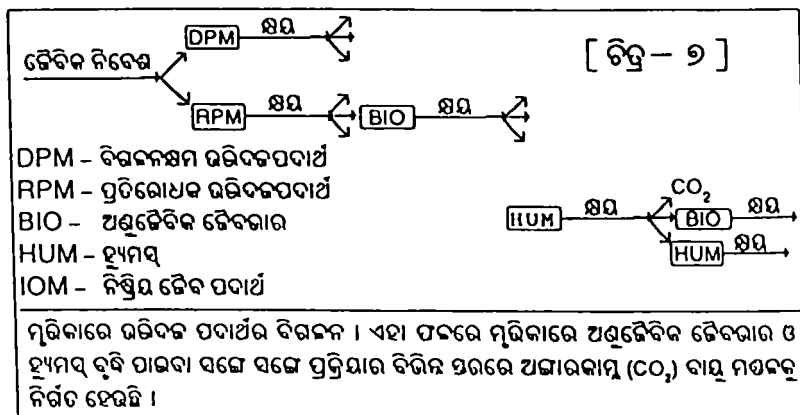 DPM କ୍ଷୟ
ଜୈବିକ ନିବେଶ
[ ଚିତ୍ର – ୭ ]
RPM କ୍ଷୟ BIO କ୍ଷୟ
DPM – ବିଗଳନକ୍ଷମ ଉଦ୍ଭିଦଜପଦାର୍ଥ
RPM – ପ୍ରତିରୋଧକ ଉଦ୍ଭିଦଜପଦାର୍ଥ
BIO – ଅଣୁଜୈବିକ ଜୈବଭାର
HUM – ହ୍ୟୁମସ୍
IOM – ନିଷ୍କ୍ରିୟ ଜୈବ ପଦାର୍ଥ
CO₂
HUM କ୍ଷୟ BIO କ୍ଷୟ
HUM କ୍ଷୟ
ମୃତ୍ତିକାରେ ଉଦ୍ଭିଦଜ ପଦାର୍ଥର ବିଗଳନ । ଏହା ଫଳରେ ମୃତ୍ତିକାରେ ଅଣୁଜୈବିକ ଜୈବଭାର ଓ
ହ୍ୟୁମସ୍ ବୃଦ୍ଧି ପାଇବା ସଙ୍ଗେ ସଙ୍ଗେ ପ୍ରକ୍ରିୟାର ବିଭିନ୍ନ ସ୍ତରରେ ଅଙ୍ଗାରକାମ୍ଳ (CO₂) ବାୟୁ ମଣ୍ଡଳକୁ
ନିର୍ଗତ ହେଉଛି ।